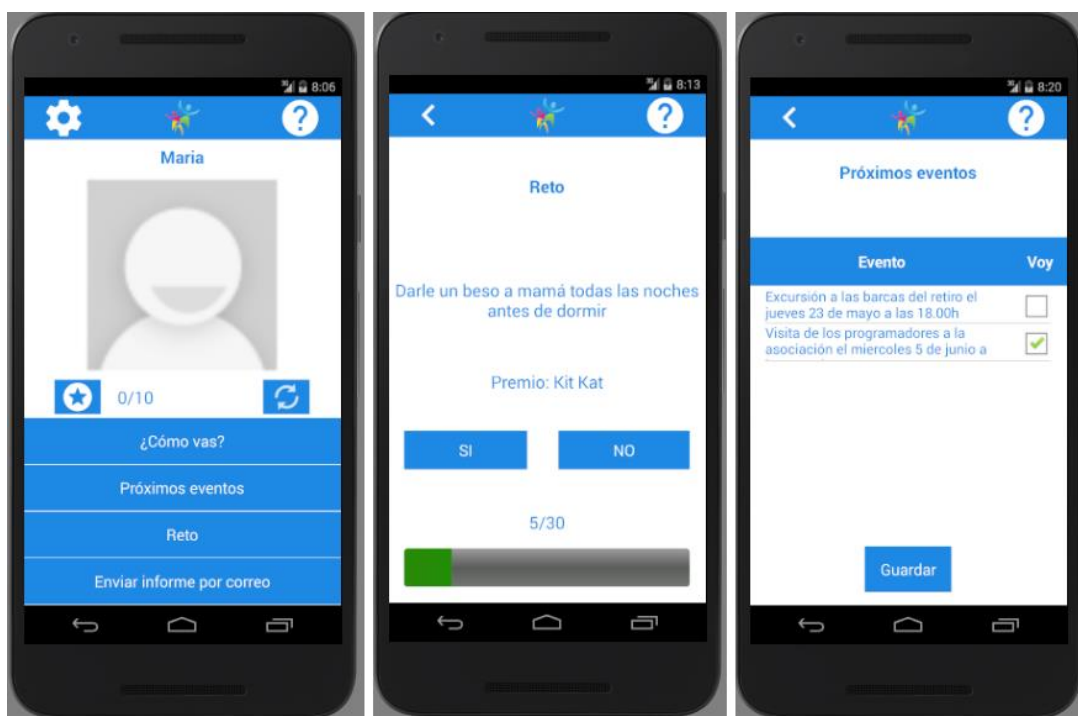 8:06
?
Maria
0/10
¿Cómo vas?
Próximos eventos
Reto
Enviar informe por correo
8:13
?
Reto
Darle un beso a mamá todas las noches
antes de dormir
Premio: Kit Kat
SI NO
5/30
8:20
?
Próximos eventos
Evento Voy
Excursión a las barcas del retiro el
jueves 23 de mayo a las 18.00h
Visita de los programadores a la
asociación el miercoles 5 de junio a
Guardar